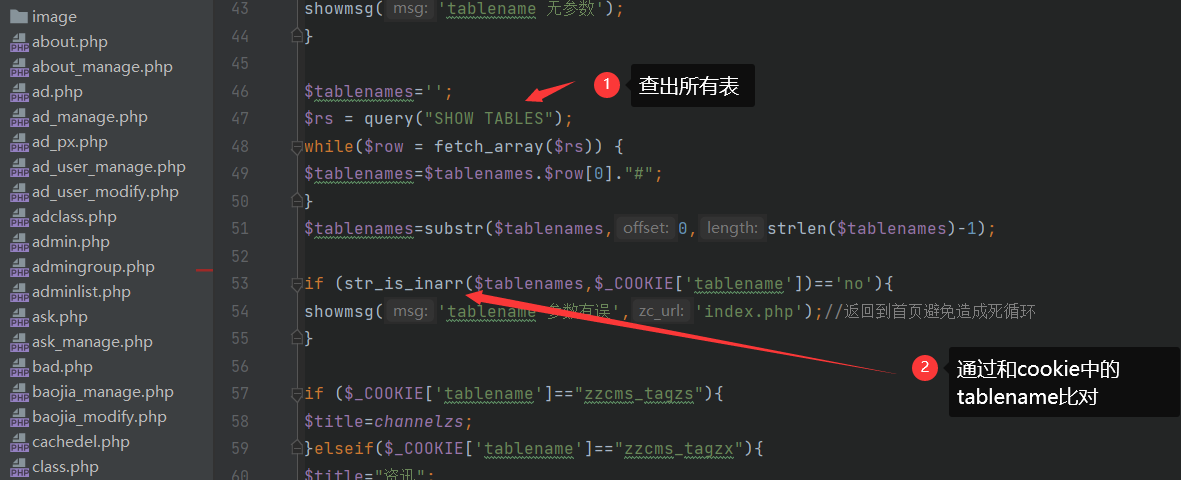 image
about.php
about_manage.php
ad.php
ad_manage.php
ad_px.php
ad_user_manage.php
ad_user_modify.php
adclass.php
admin.php
admingroup.php
adminlist.php
ask.php
ask_manage.php
bad.php
baojia_manage.php
baojia_modify.php
cachedel.php
class.php
43 showmsg( msg: 'tablename 无参数');
44 }
45
46 $tablenames='';
47 $rs = query("SHOW TABLES");
48 while($row = fetch_array($rs)) {
49 $tablenames=$tablenames.$row[0]."#";
50 }
51 $tablenames=substr($tablenames, offset: 0, length: strlen($tablenames)-1);
52
53 if (str_is_inarr($tablenames,$_COOKIE['tablename'])=='no'){
54 showmsg( msg: 'tablename 参数有误', zc_url: 'index.php');//返回到首页避免造成死循环
55 }
56
57 if ($_COOKIE['tablename']=="zzcms_tagzs"){
58 $title=channelzs;
59 }elseif($_COOKIE['tablename']=="zzcms_tagzx"){
60 $title="资讯";
1 查出所有表
2 通过和cookie中的
tablename比对